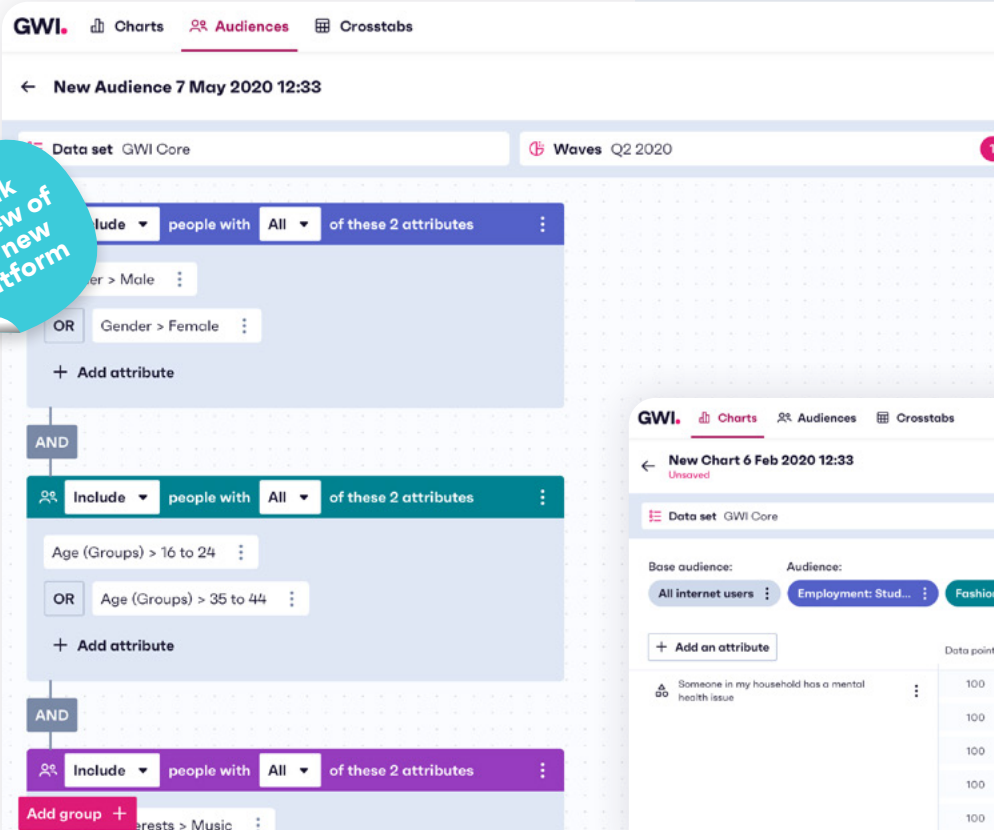 GWI. Charts Audiences Crosstabs
New Audience 7 May 2020 12:33
Data set GWI Core
Waves Q2 2020
of
new
people with All of these 2 attributes
> Male
OR Gender > Female
+ Add attribute
AND
Include people with All of these 2 attributes
Age (Groups) > 16 to 24
OR Age (Groups) > 35 to 44
+ Add attribute
AND
Include people with All of these 2 attributes
Add group +
> Music
GWI. Charts Audiences Crosstabs
New Chart 6 Feb 2020 12:33
Unsaved
Data set GWI Core
Base audience: Audience:
All internet users Employment: Stud...
+ Add an attribute
Data point
Someone in my household has a mental
health issue
100
100
100
100
100